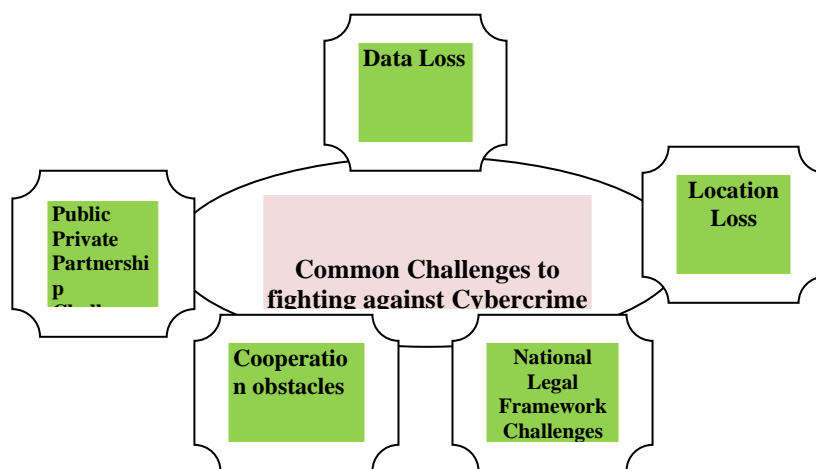 Data Loss
Location
Loss
Public
Private
Partnershi
p
Common Challenges to
fighting against Cybercrime
Cooperatio
n obstacles
National
Legal
Framework
Challenges